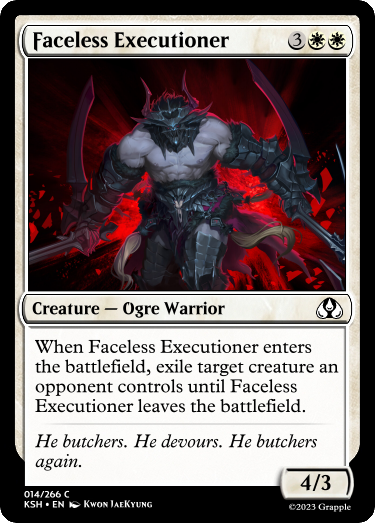 Faceless Executioner 3
Creature — Ogre Warrior
When Faceless Executioner enters
the battlefield, exile target creature an
opponent controls until Faceless
Executioner leaves the battlefield.
He butchers. He devours. He butchers
again.
4/3
014/266 C
KSH • EN Kwon JaeKyung
©2023 Grapple